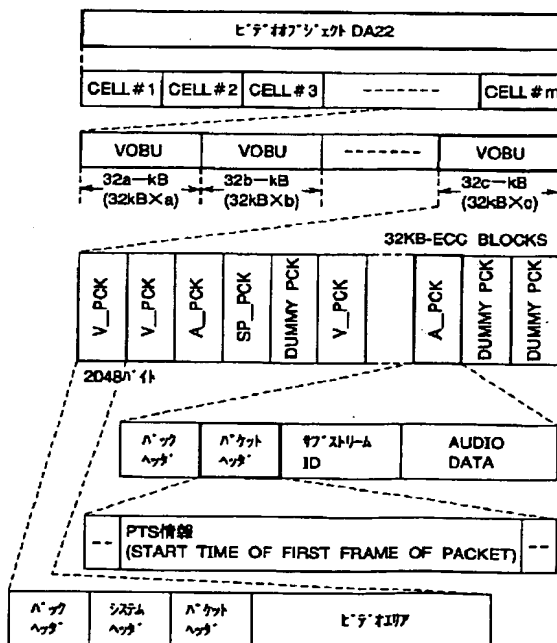 ﾋﾞﾃﾞｵｵﾌﾞｼﾞｪｸﾄ DA22
CELL#1 CELL#2 CELL#3 CELL#m
VOBU VOBU VOBU
32a—kB 32b—kB 32c—kB
(32kB×a) (32kB×b) (32kB×c)
32KB-ECC BLOCKS
V_PCK V_PCK A_PCK SP_PCK DUMMY PCK V_PCK A_PCK DUMMY PCK DUMMY PCK
2048ﾊﾞｲﾄ
ﾊﾟｯｸ ﾊﾟｹｯﾄ ｻﾌﾞｽﾄﾘｰﾑ AUDIO
ﾍｯﾀﾞ ﾍｯﾀﾞ ID DATA
PTS情報
(START TIME OF FIRST FRAME OF PACKET)
ﾊﾟｯｸ ｼｽﾃﾑ ﾊﾟｹｯﾄ ﾋﾞﾃﾞｵｴﾘｱ
ﾍｯﾀﾞ ﾍｯﾀﾞ ﾍｯﾀﾞ